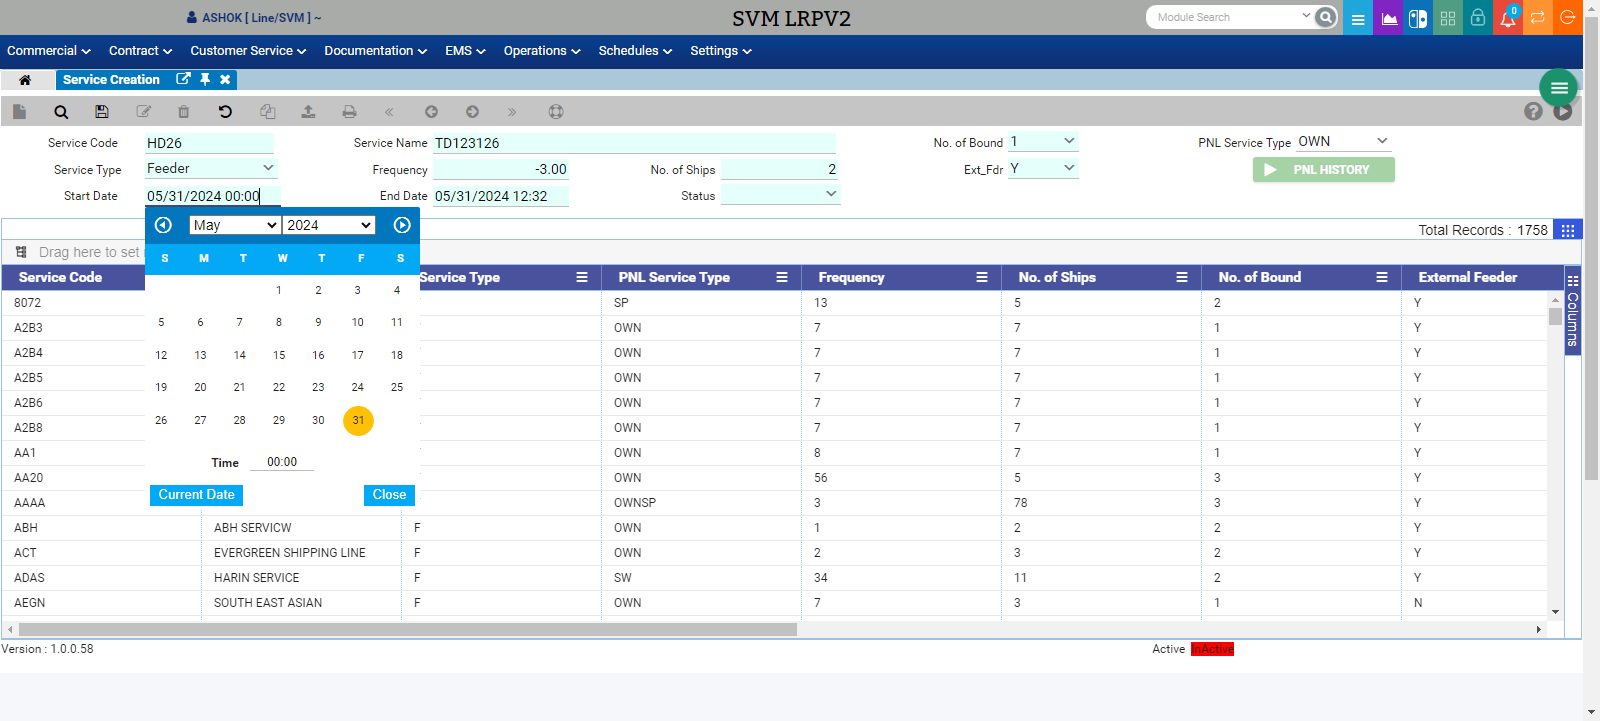 ASHOK [ Line/SVM ] ~
SVM LRPV2
Module Search
0
Commercial Contract Customer Service Documentation EMS Operations Schedules Settings
Service Creation
Service Code HD26 Service Name TD123126 No. of Bound 1 PNL Service Type OWN
Service Type Feeder Frequency -3.00 No. of Ships 2 Ext_Fdr Y PNL HISTORY
Start Date 05/31/2024 00:00 End Date 05/31/2024 12:32 Status
May 2024
Total Records : 1758
Drag here to set
S M T W T F S
Service Code Service Type PNL Service Type Frequency No. of Ships No. of Bound External Feeder
Columns
1 2 3 4
5 6 7 8 9 10 11
12 13 14 15 16 17 18
19 20 21 22 23 24 25
26 27 28 29 30 31
Time 00:00
Current Date Close
8072 SP 13 5 2 Y
A2B3 OWN 7 7 1 Y
A2B4 OWN 7 7 1 Y
A2B5 OWN 7 7 1 Y
A2B6 OWN 7 7 1 Y
A2B8 OWN 7 7 1 Y
AA1 OWN 8 7 1 Y
AA20 OWN 56 5 3 Y
AAAA OWNSP 3 78 3 Y
ABH ABH SERVICW F OWN 1 2 2 Y
ACT EVERGREEN SHIPPING LINE F OWN 2 3 2 Y
ADAS HARIN SERVICE F SW 34 11 2 Y
AEGN SOUTH EAST ASIAN F OWN 7 3 1 N
Version : 1.0.0.58
Active InActive